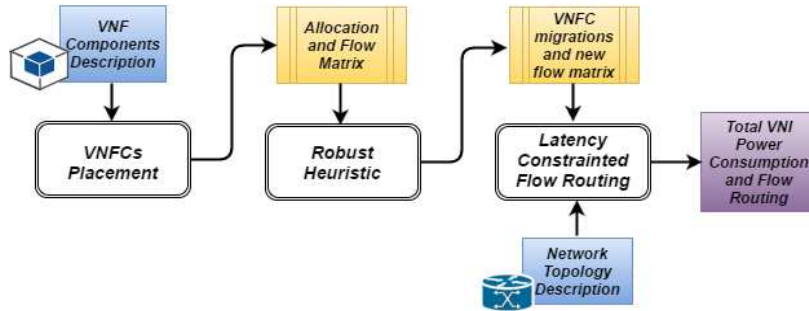 VNF
Components
Description
Allocation
and Flow
Matrix
VNFC
migrations
and new
flow matrix
VNFCs
Placement
Robust
Heuristic
Latency
Constrainted
Flow Routing
Total VNI
Power
Consumption
and Flow
Routing
Network
Topology
Description